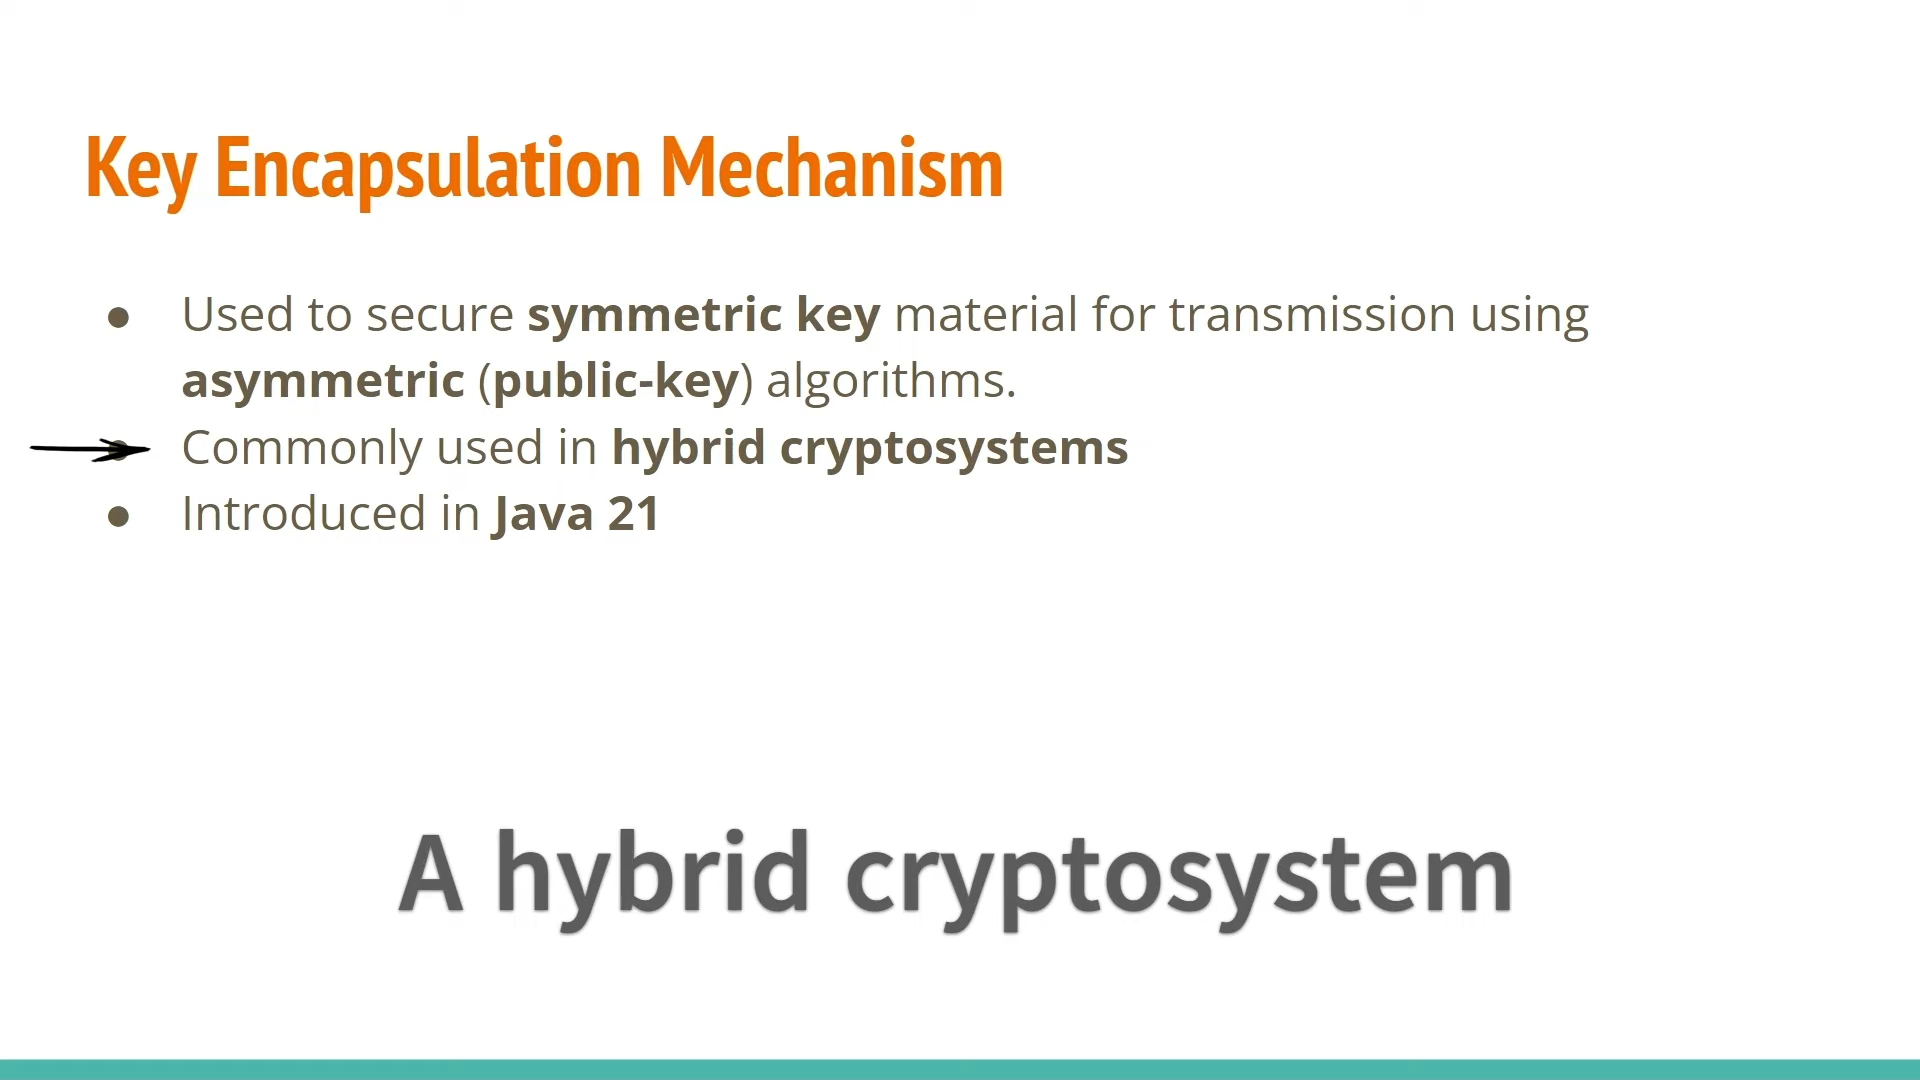 Key Encapsulation Mechanism
● Used to secure symmetric key material for transmission using
asymmetric (public-key) algorithms.
● Commonly used in hybrid cryptosystems
● Introduced in Java 21
A hybrid cryptosystem